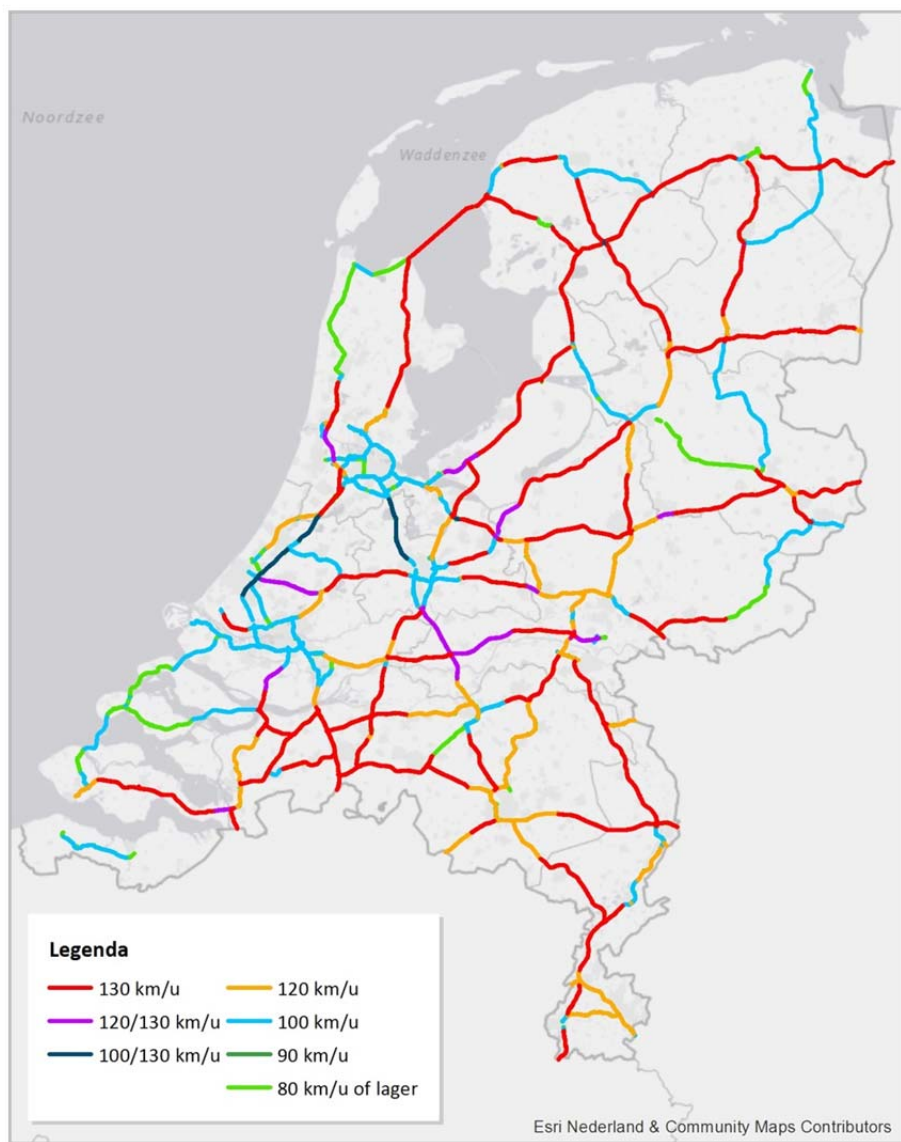 Noordzee
Waddenzee
Legenda
130 km/u
120 km/u
120/130 km/u
100 km/u
100/130 km/u
90 km/u
80 km/u of lager
Esri Nederland & Community Maps Contributors